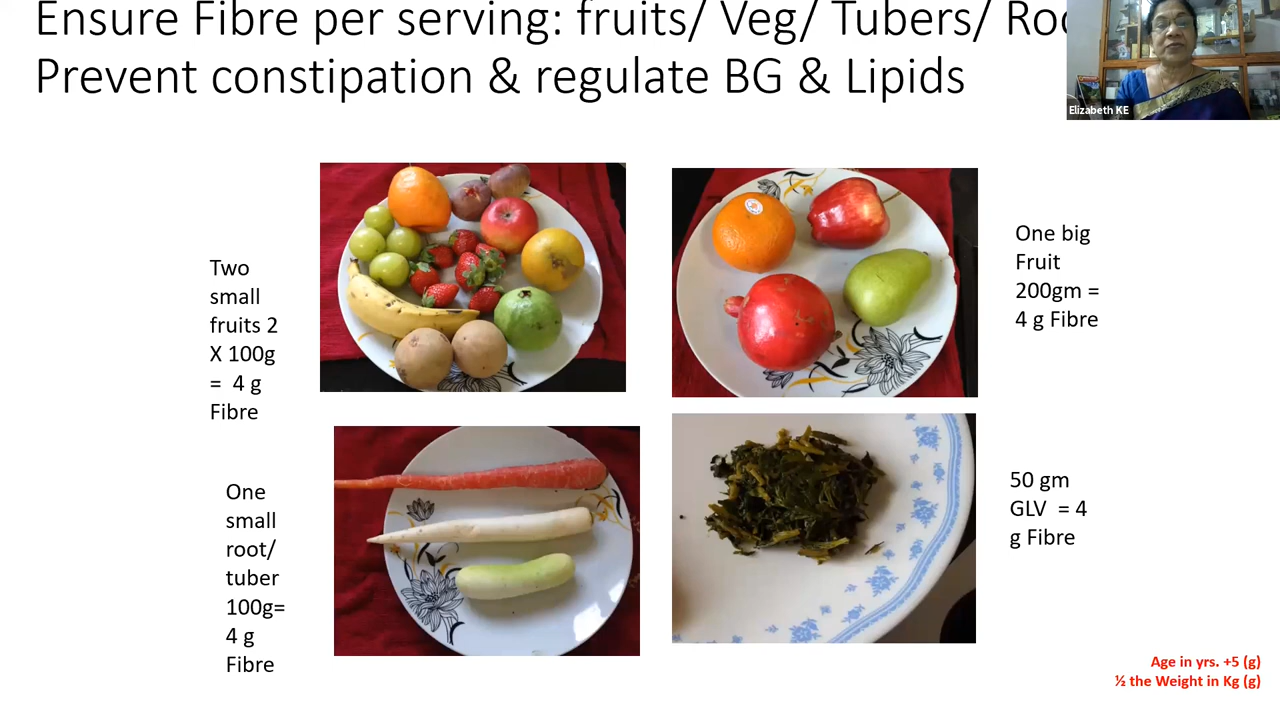 Ensure Fibre per serving: fruits/ Veg/ Tubers/
Prevent constipation & regulate BG & Lipids
Elizabeth KE
Two
small
fruits 2
X 100g
= 4 g
Fibre
One big
Fruit
200gm =
4 g Fibre
One
small
root/
tuber
100g=
4 g
Fibre
50 gm
GLV = 4
g Fibre
Age in yrs. +5 (g)
½ the Weight in Kg (g)